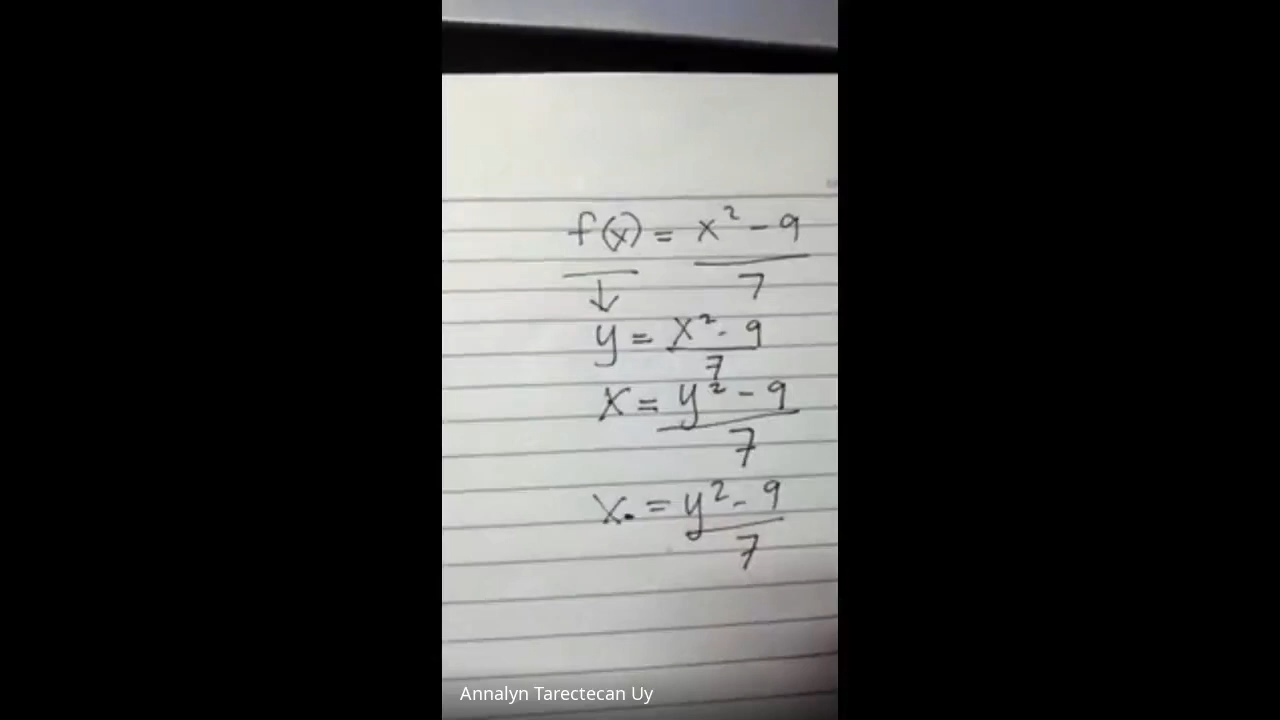 f(x) = x² - 9
7
↓
y = x² - 9
7
x = y² - 9
7
x. = y² - 9
7
Annalyn Tarectecan Uy